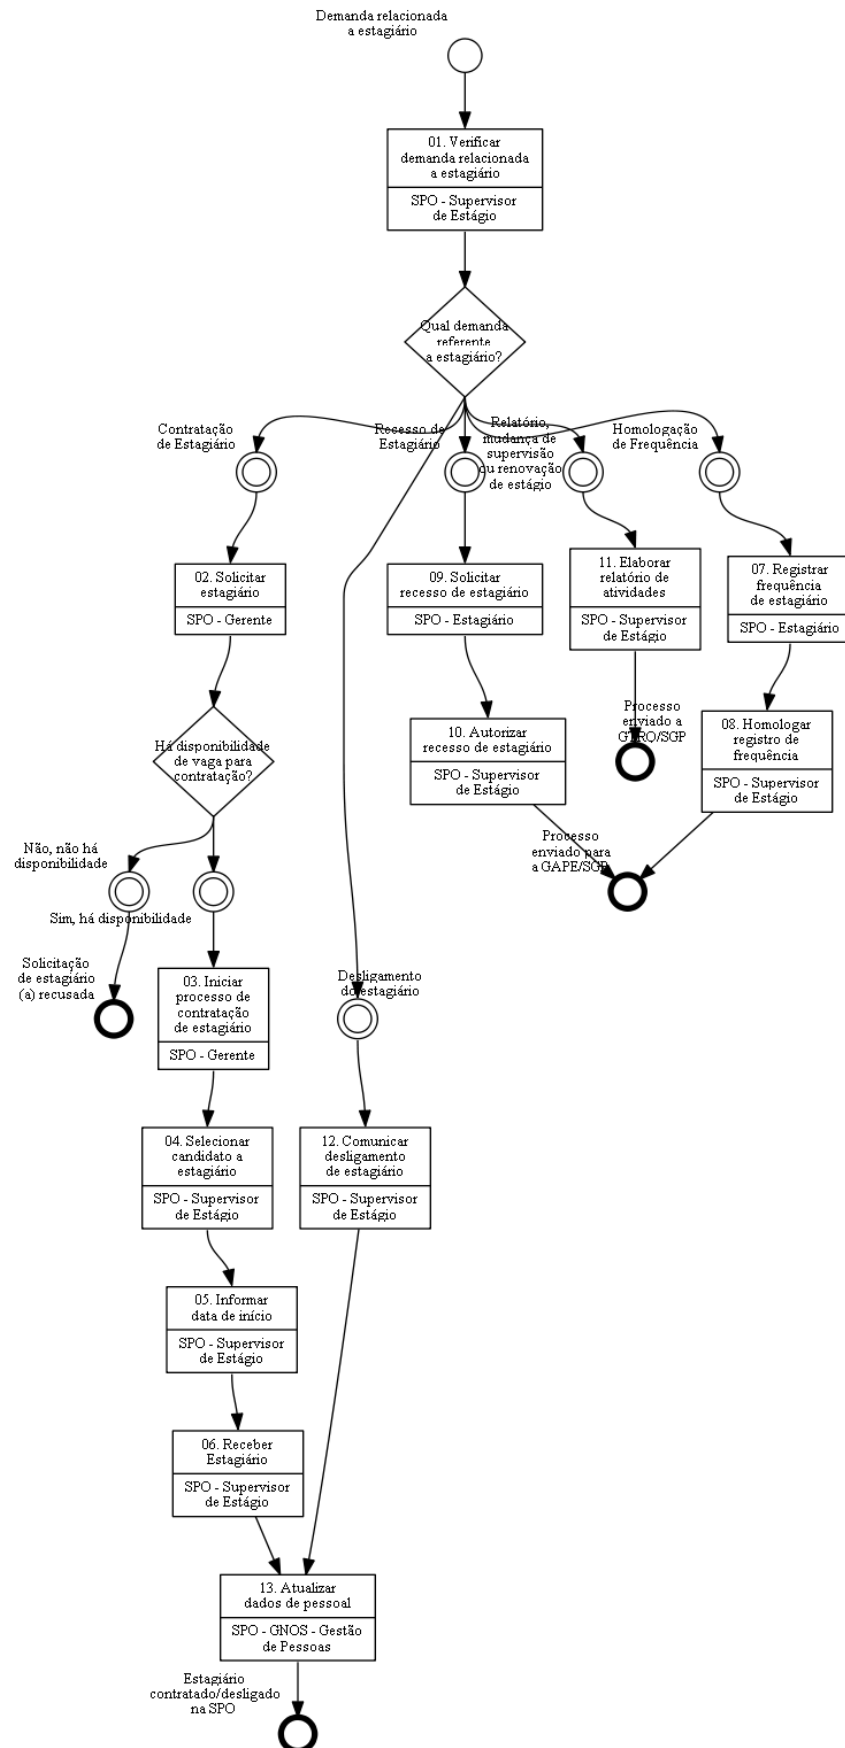 Demanda relacionada
a estagiário
01. Verificar
demanda relacionada
a estagiário
SPO - Supervisor
de Estágio
Qual demanda
referente
a estagiário?
Contratação
de Estagiário
Recesso de
Estagiário
Relatório,
mudança de
supervisão
ou renovação
de estágio
Homologação
de Frequência
02. Solicitar
estagiário
SPO - Gerente
09. Solicitar
recesso de estagiário
SPO - Estagiário
11. Elaborar
relatório de
atividades
SPO - Supervisor
de Estágio
07. Registrar
frequência
de estagiário
SPO - Estagiário
Há disponibilidade
de vaga para
contratação?
10. Autorizar
recesso de estagiário
SPO - Supervisor
de Estágio
Processo
enviado a
/SGP
08. Homologar
registro de
frequência
SPO - Supervisor
de Estágio
Não, não há
disponibilidade
Sim, há disponibilidade
Processo
enviado para
a GAPE/SGP
Solicitação
de estagiário
(a) recusada
03. Iniciar
processo de
contratação
de estagiário
SPO - Gerente
Desligamento
do estagiário
04. Selecionar
candidato a
estagiário
SPO - Supervisor
de Estágio
12. Comunicar
desligamento
de estagiário
SPO - Supervisor
de Estágio
05. Informar
data de início
SPO - Supervisor
de Estágio
06. Receber
Estagiário
SPO - Supervisor
de Estágio
13. Atualizar
dados de pessoal
SPO - GNOS - Gestão
de Pessoas
Estagiário
contratado/desligado
na SPO